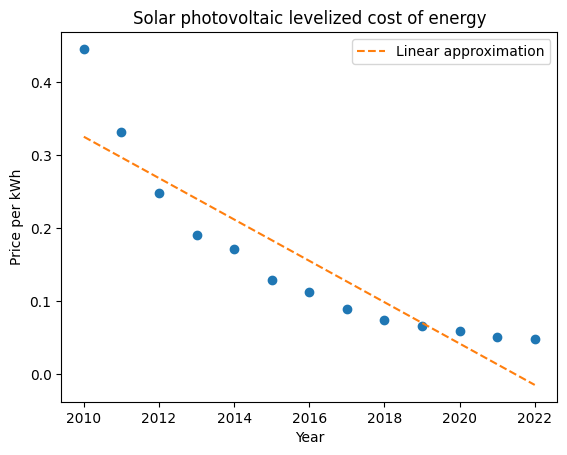 Solar photovoltaic levelized cost of energy
Linear approximation
Price per kWh
0.4
0.3
0.2
0.1
0.0
2010 2012 2014 2016 2018 2020 2022
Year